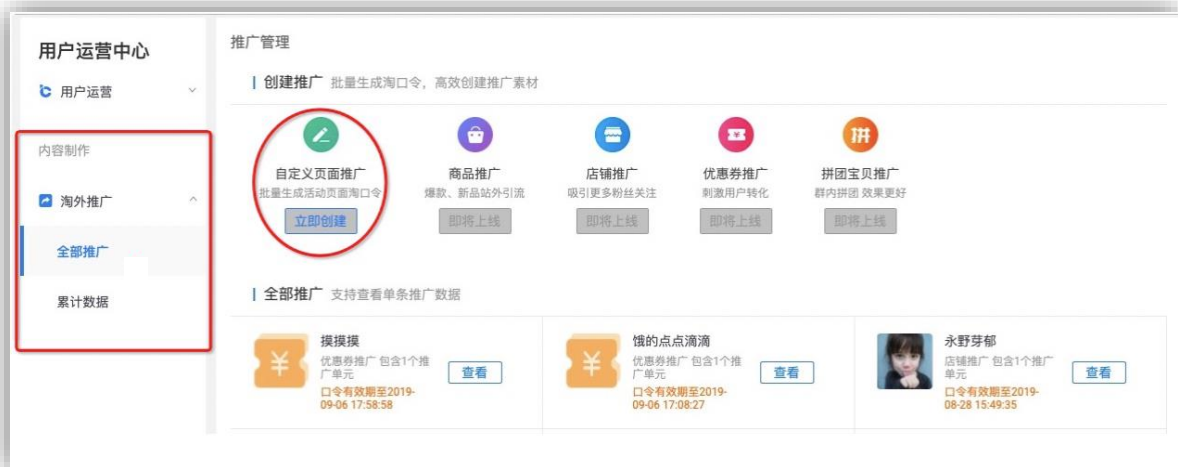 用户运营中心
用户运营
内容制作
淘外推广
全部推广
累计数据
推广管理
创建推广 批量生成淘口令，高效创建推广素材
自定义页面推广
批量生成活动页面淘口令
立即创建
商品推广
爆款、新品站外引流
即将上线
店铺推广
吸引更多粉丝关注
即将上线
优惠券推广
刺激用户转化
即将上线
拼
拼团宝贝推广
群内拼团 效果更好
即将上线
全部推广 支持查看单条推广数据
摸摸摸
优惠券推广 包含1个推
广单元
口令有效期至2019-
09-06 17:58:58
查看
饿的点点滴滴
优惠券推广 包含1个推
广单元
口令有效期至2019-
09-06 17:08:27
查看
永野芽郁
店铺推广 包含1个推广
单元
口令有效期至2019-
08-28 15:49:35
查看